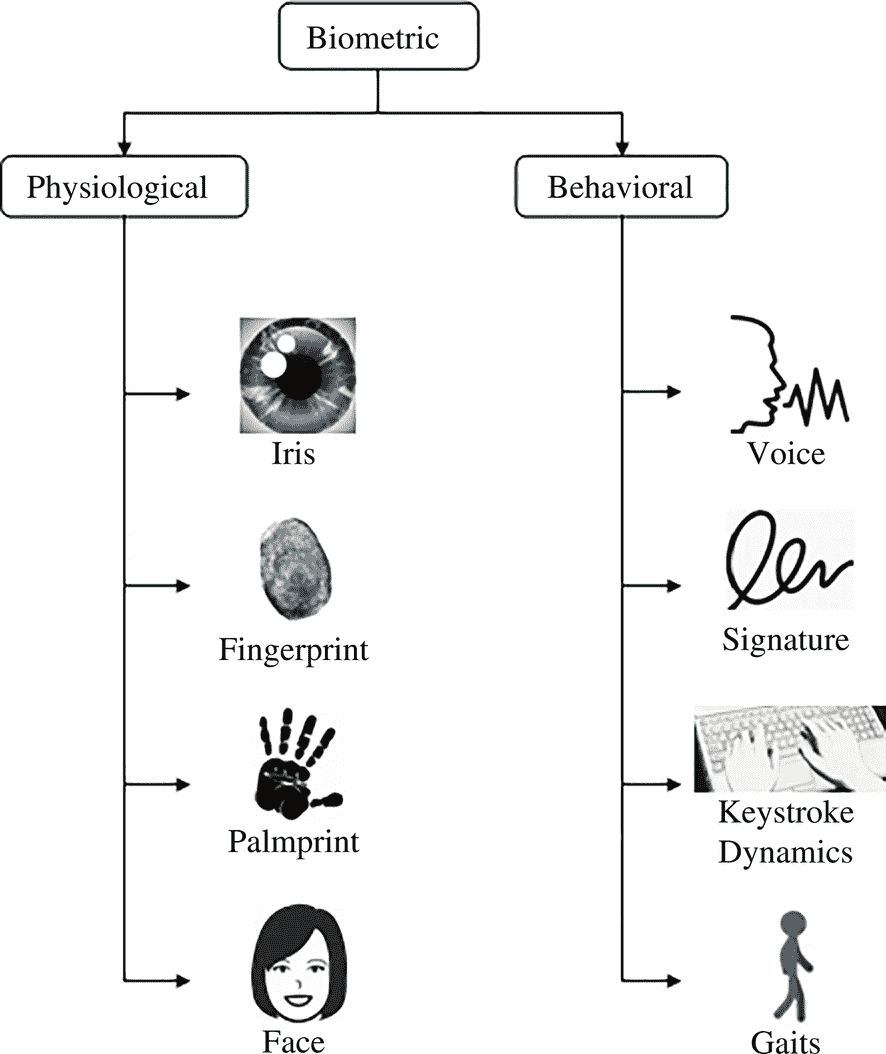 Biometric
Physiological
Behavioral
Iris
Voice
Fingerprint
Signature
Palmprint
Keystroke
Dynamics
Face
Gaits